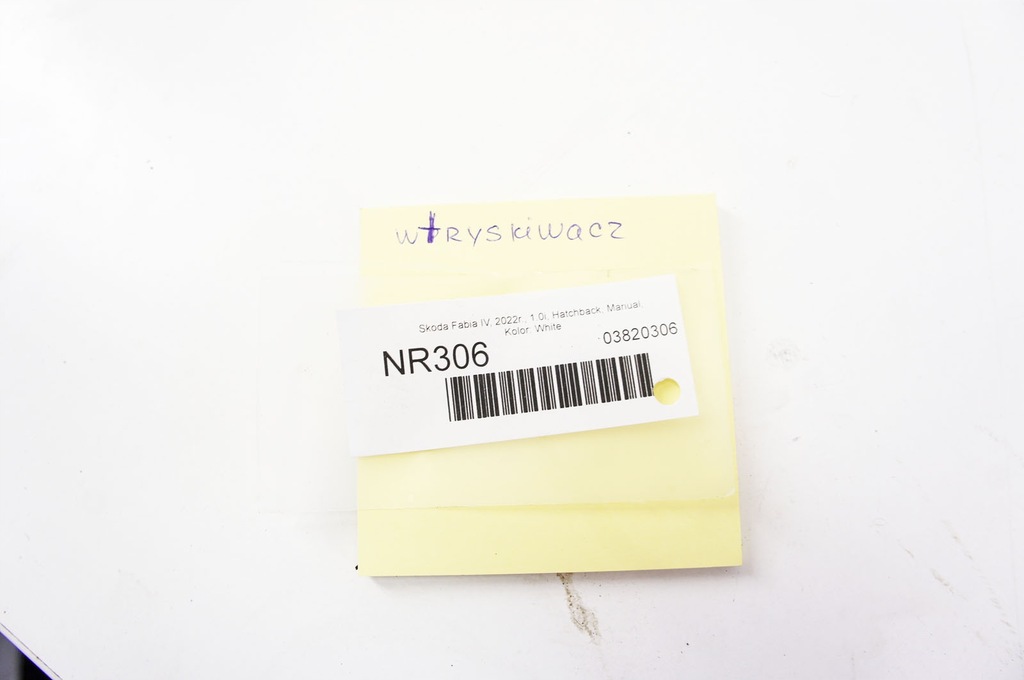 wtRyskiwacz
Skoda Fabia IV, 2022r., 1.0i, Hatchback, Manual,
Kolor: White
03820306
NR306